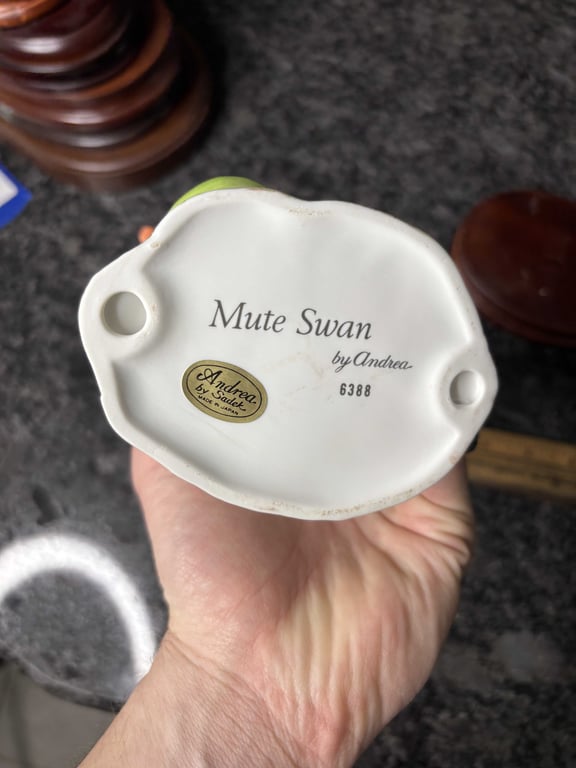 Mute Swan
by Andrea
6388
Andrea
by Sadek
MADE IN JAPAN